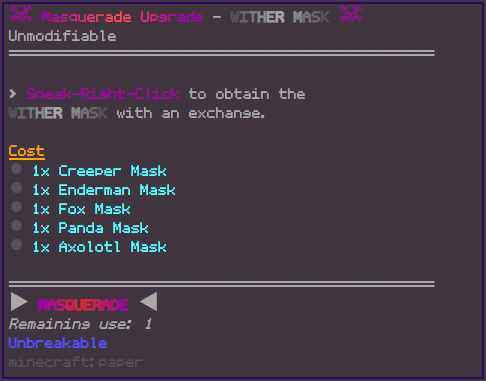 ☠ Masquerade Upgrade - WITHER MASK ☠
Unmodifiable
> Sneak-Right-Click to obtain the
WITHER MASK with an exchange.
Cost
● 1x Creeper Mask
● 1x Enderman Mask
● 1x Fox Mask
● 1x Panda Mask
● 1x Axolotl Mask
▶ MASQUERADE ◀
Remaining use: 1
Unbreakable
minecraft:paper